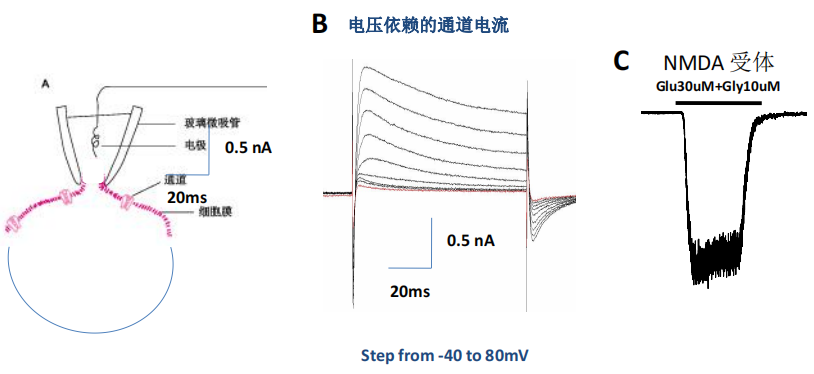 A
玻璃微吸管
电极
0.5 nA
通道
20ms
细胞膜
B 电压依赖的通道电流
0.5 nA
20ms
Step from -40 to 80mV
C NMDA 受体
Glu30uM+Gly10uM